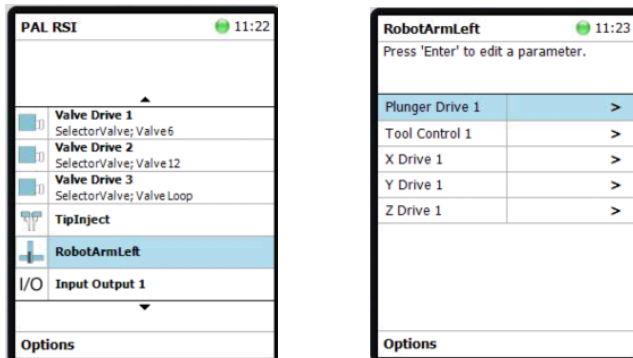 PAL RSI 11:22
Valve Drive 1
SelectorValve; Valve6
Valve Drive 2
SelectorValve; Valve12
Valve Drive 3
SelectorValve; Valve Loop
TipInject
RobotArmLeft
I/O Input Output 1
Options
RobotArmLeft 11:23
Press 'Enter' to edit a parameter.
Plunger Drive 1 >
Tool Control 1 >
X Drive 1 >
Y Drive 1 >
Z Drive 1 >
Options